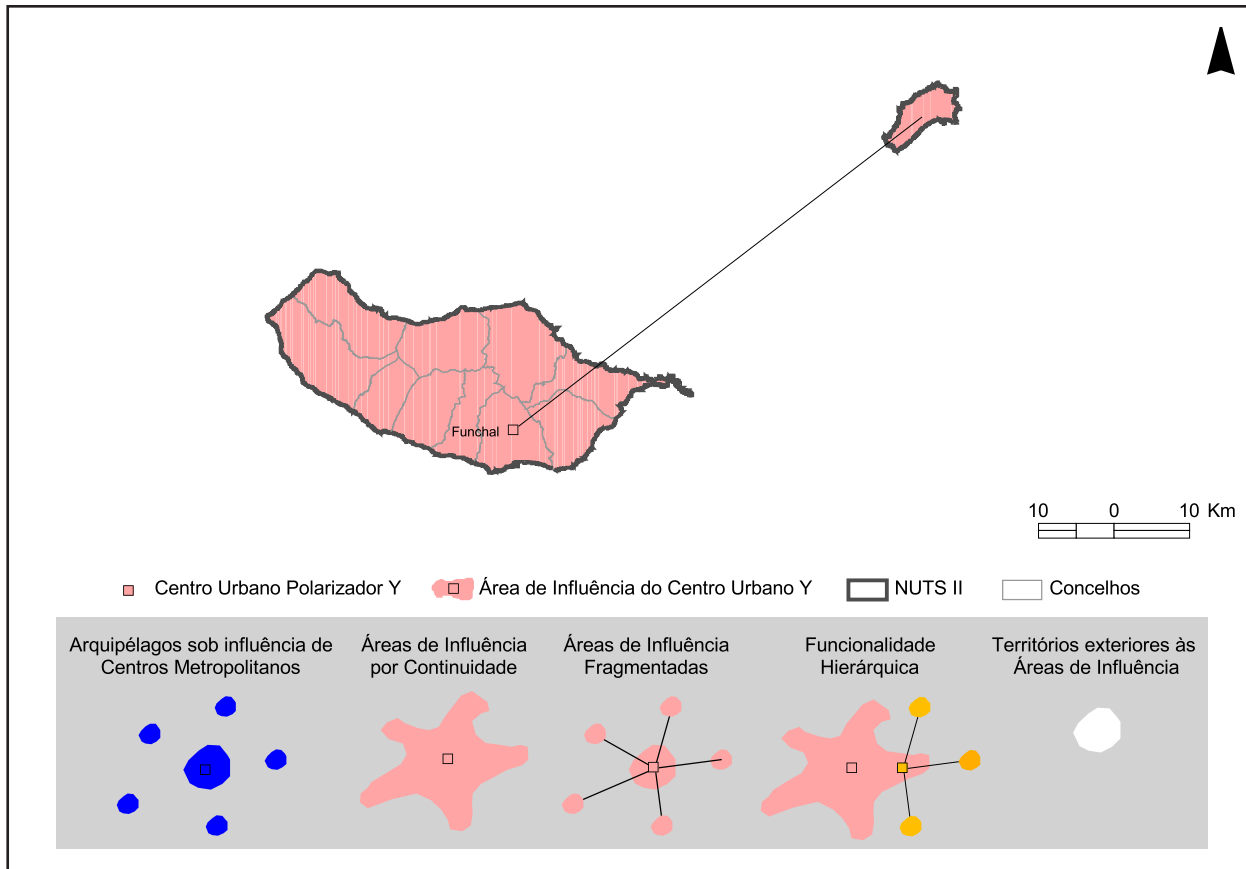 Funchal
10 0 10 Km
Centro Urbano Polarizador Y
Área de Influência do Centro Urbano Y
NUTS II
Concelhos
Arquipélagos sob influência de
Centros Metropolitanos
Áreas de Influência
por Continuidade
Áreas de Influência
Fragmentadas
Funcionalidade
Hierárquica
Territórios exteriores às
Áreas de Influência